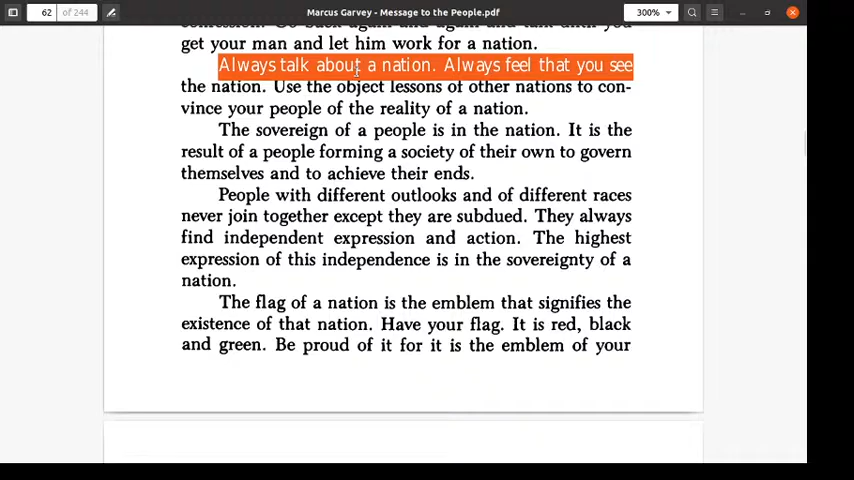 62 of 244
Marcus Garvey - Message to the People.pdf
300%
get your man and let him work for a nation.
Always talk about a nation. Always feel that you see
the nation. Use the object lessons of other nations to con-
vince your people of the reality of a nation.
The sovereign of a people is in the nation. It is the
result of a people forming a society of their own to govern
themselves and to achieve their ends.
People with different outlooks and of different races
never join together except they are subdued. They always
find independent expression and action. The highest
expression of this independence is in the sovereignty of a
nation.
The flag of a nation is the emblem that signifies the
existence of that nation. Have your flag. It is red, black
and green. Be proud of it for it is the emblem of your